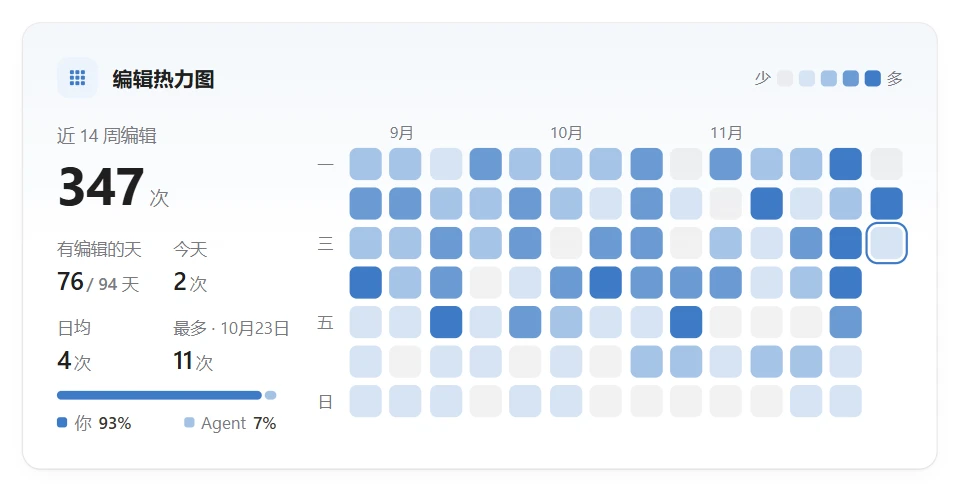 编辑热力图
少 多
近 14 周编辑
347 次
有编辑的天 今天
76 / 94 天 2 次
日均 最多 · 10月23日
4 次 11 次
你 93% Agent 7%
9月 10月 11月
一
三
五
日